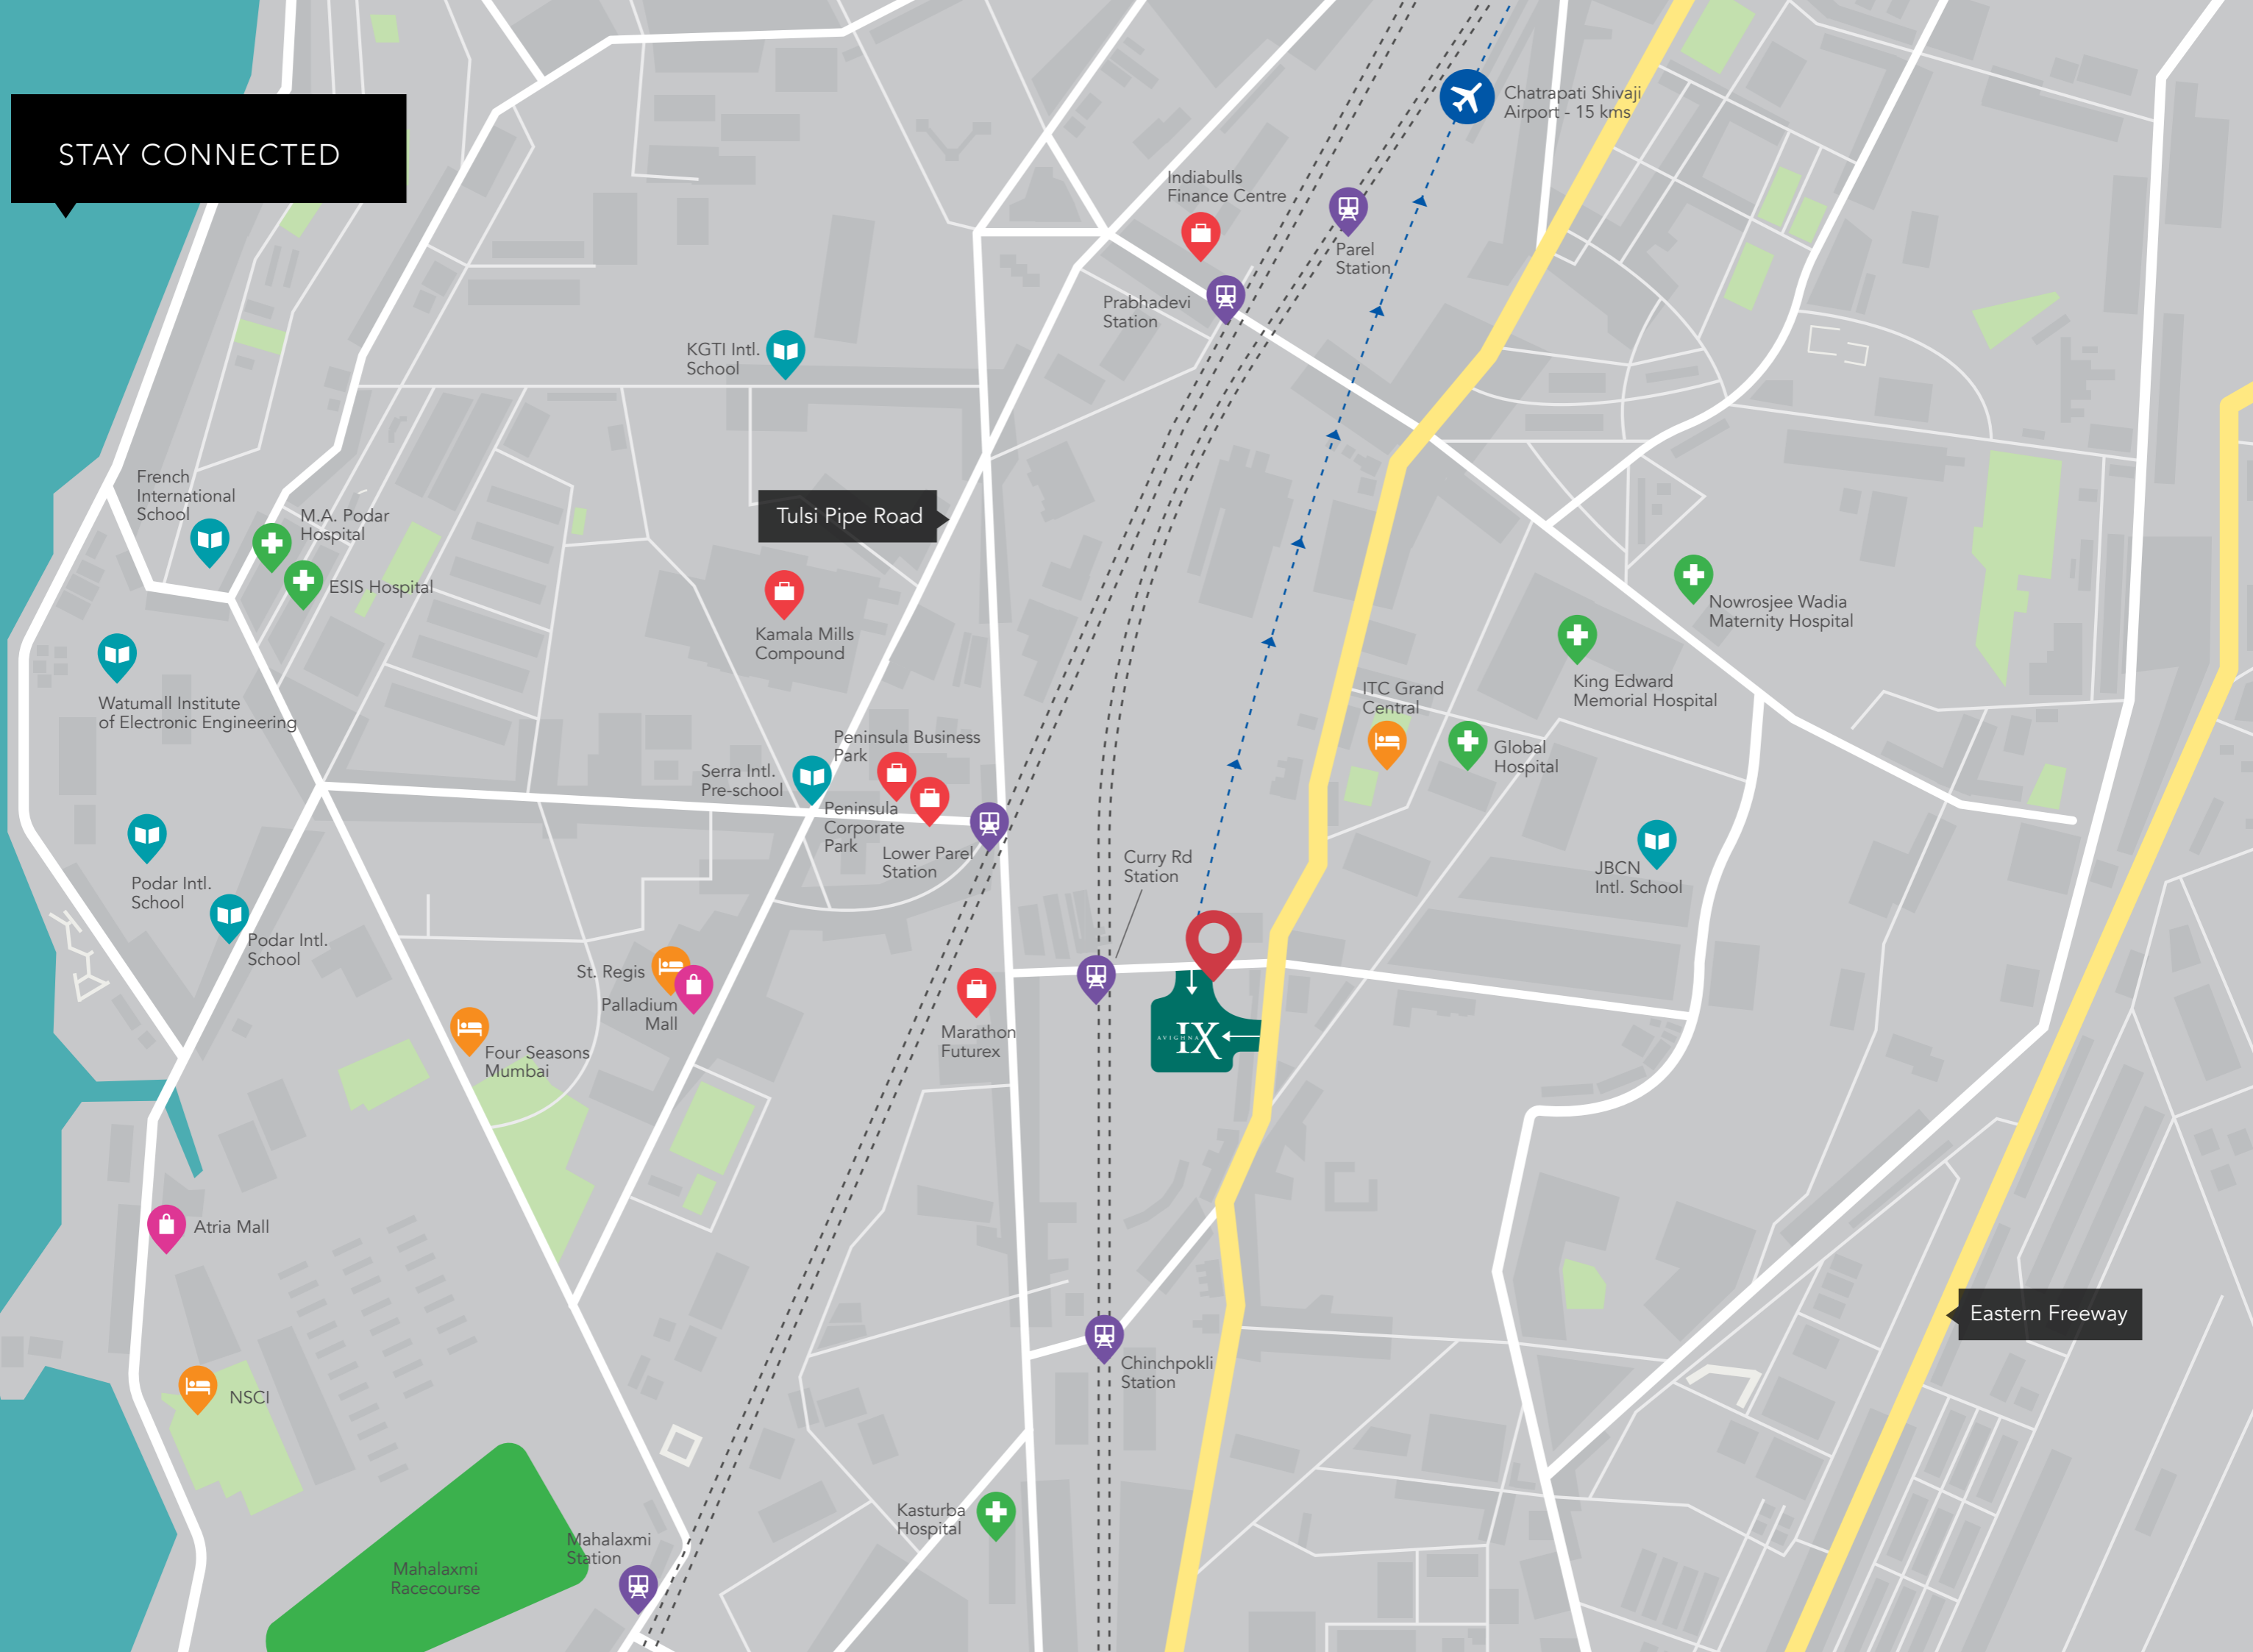 STAY CONNECTED
Chatrapati Shivaji
Airport - 15 kms
Indiabulls
Finance Centre
Parel
Station
Prabhadevi
Station
KGTI Intl.
School
French
International
School
M.A. Podar
Hospital
ESIS Hospital
Tulsi Pipe Road
Kamala Mills
Compound
Nowrosjee Wadia
Maternity Hospital
King Edward
Memorial Hospital
Watumall Institute
of Electronic Engineering
ITC Grand
Central
Global
Hospital
Peninsula Business
Park
Serra Intl.
Pre-school
Peninsula
Corporate
Park
Lower Parel
Station
Curry Rd
Station
JBCN
Intl. School
Podar Intl.
School
Podar Intl.
School
St. Regis
Palladium
Mall
Four Seasons
Mumbai
Marathon
Futurex
AVIGHNA IX
Atria Mall
Eastern Freeway
Chinchpokli
Station
NSCI
Kasturba
Hospital
Mahalaxmi
Station
Mahalaxmi
Racecourse